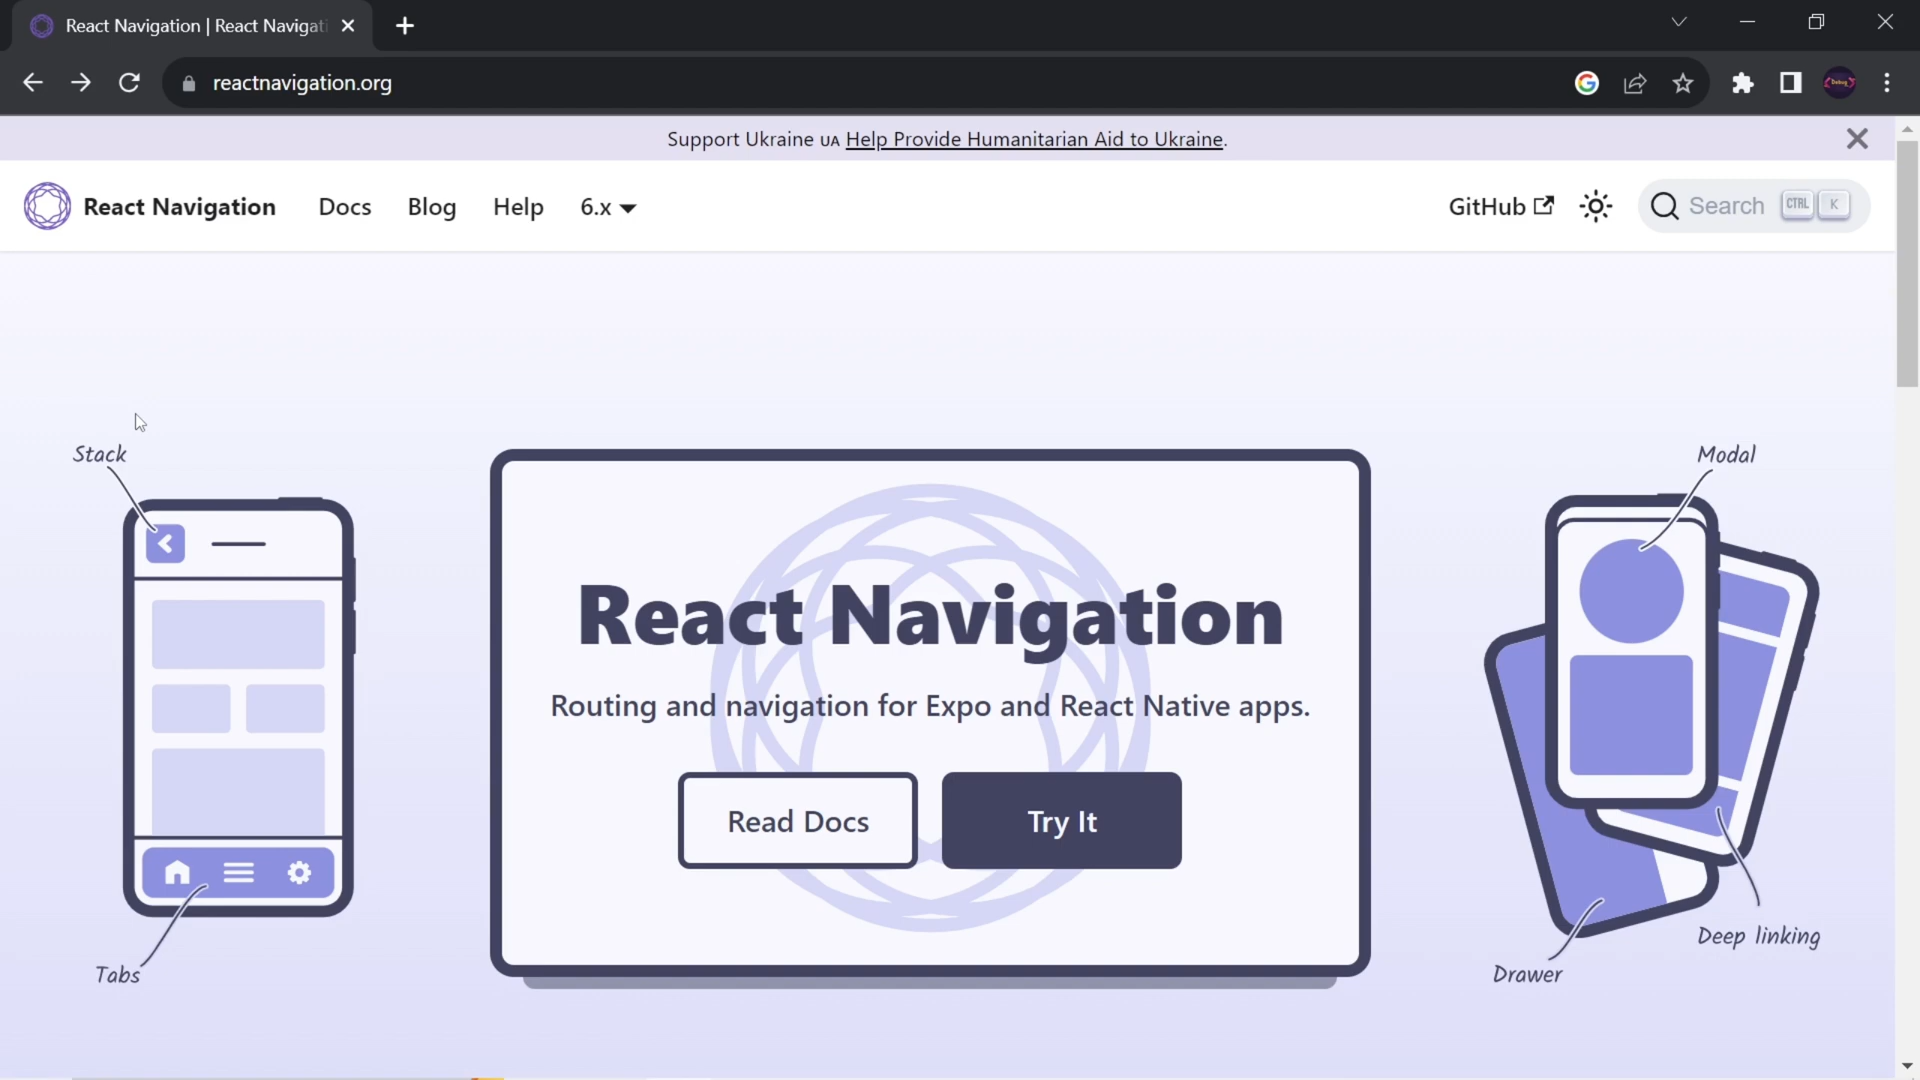 React Navigation | React Navigati
reactnavigation.org
Support Ukraine UA Help Provide Humanitarian Aid to Ukraine.
React Navigation Docs Blog Help 6.x GitHub Search CTRL K
Stack
Modal
React Navigation
Routing and navigation for Expo and React Native apps.
Read Docs Try It
Deep linking
Tabs
Drawer